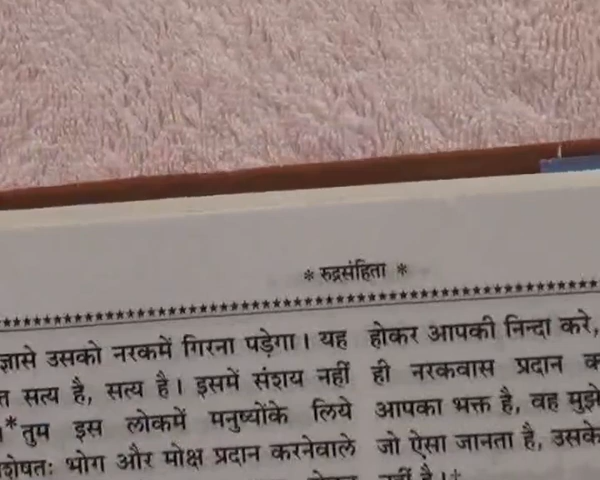 * रुद्रसंहिता *
ज्ञासे उसको नरकमें गिरना पड़ेगा। यह
सत्य है, सत्य है। इसमें संशय नहीं
।* तुम इस लोकमें मनुष्योंके लिये
शेषतः भोग और मोक्ष प्रदान करनेवाले
होकर आपकी निन्दा करे,
ही नरकवास प्रदान क
आपका भक्त है, वह मुझे
जो ऐसा जानता है, उसके
नहीं है।*